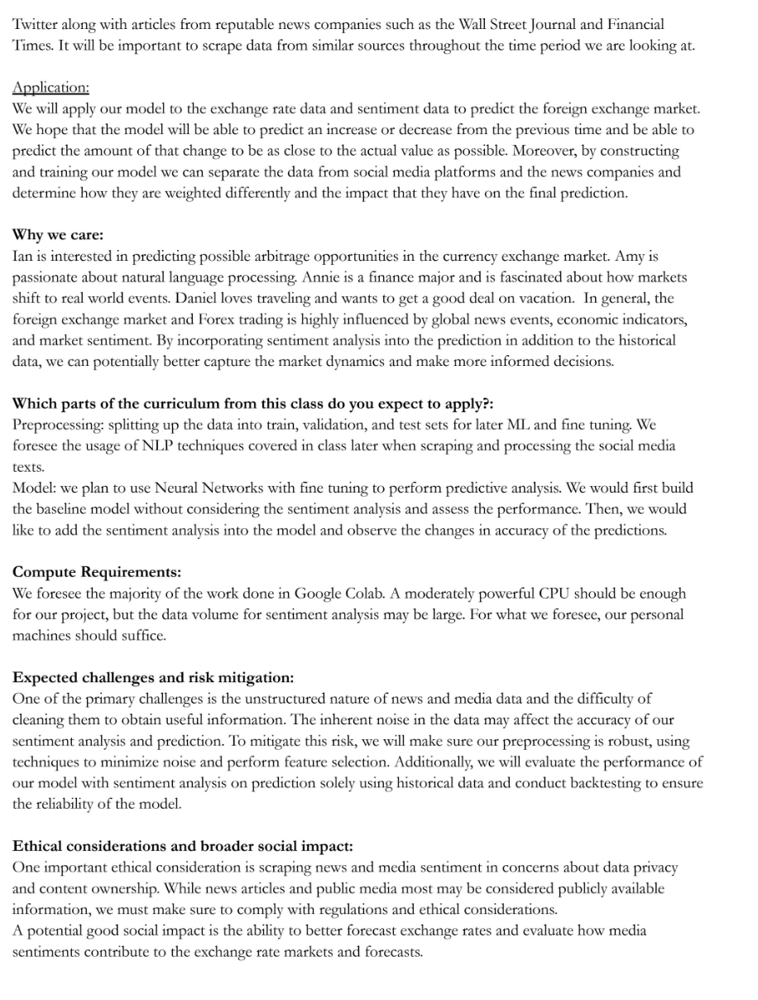 Twitter along with articles from reputable news companies such as the Wall Street Journal and Financial
Times. It will be important to scrape data from similar sources throughout the time period we are looking at.
Application:
We will apply our model to the exchange rate data and sentiment data to predict the foreign exchange market.
We hope that the model will be able to predict an increase or decrease from the previous time and be able to
predict the amount of that change to be as close to the actual value as possible. Moreover, by constructing
and training our model we can separate the data from social media platforms and the news companies and
determine how they are weighted differently and the impact that they have on the final prediction.
Why we care:
Ian is interested in predicting possible arbitrage opportunities in the currency exchange market. Amy is
passionate about natural language processing. Annie is a finance major and is fascinated about how markets
shift to real world events. Daniel loves traveling and wants to get a good deal on vacation.  In general, the
foreign exchange market and Forex trading is highly influenced by global news events, economic indicators,
and market sentiment. By incorporating sentiment analysis into the prediction in addition to the historical
data, we can potentially better capture the market dynamics and make more informed decisions.
Which parts of the curriculum from this class do you expect to apply?:
Preprocessing: splitting up the data into train, validation, and test sets for later ML and fine tuning. We
foresee the usage of NLP techniques covered in class later when scraping and processing the social media
texts.
Model: we plan to use Neural Networks with fine tuning to perform predictive analysis. We would first build
the baseline model without considering the sentiment analysis and assess the performance. Then, we would
like to add the sentiment analysis into the model and observe the changes in accuracy of the predictions.
Compute Requirements:
We foresee the majority of the work done in Google Colab. A moderately powerful CPU should be enough
for our project, but the data volume for sentiment analysis may be large. For what we foresee, our personal
machines should suffice.
Expected challenges and risk mitigation:
One of the primary challenges is the unstructured nature of news and media data and the difficulty of
cleaning them to obtain useful information. The inherent noise in the data may affect the accuracy of our
sentiment analysis and prediction. To mitigate this risk, we will make sure our preprocessing is robust, using
techniques to minimize noise and perform feature selection. Additionally, we will evaluate the performance of
our model with sentiment analysis on prediction solely using historical data and conduct backtesting to ensure
the reliability of the model.
Ethical considerations and broader social impact:
One important ethical consideration is scraping news and media sentiment in concerns about data privacy
and content ownership. While news articles and public media most may be considered publicly available
information, we must make sure to comply with regulations and ethical considerations.
A potential good social impact is the ability to better forecast exchange rates and evaluate how media
sentiments contribute to the exchange rate markets and forecasts.